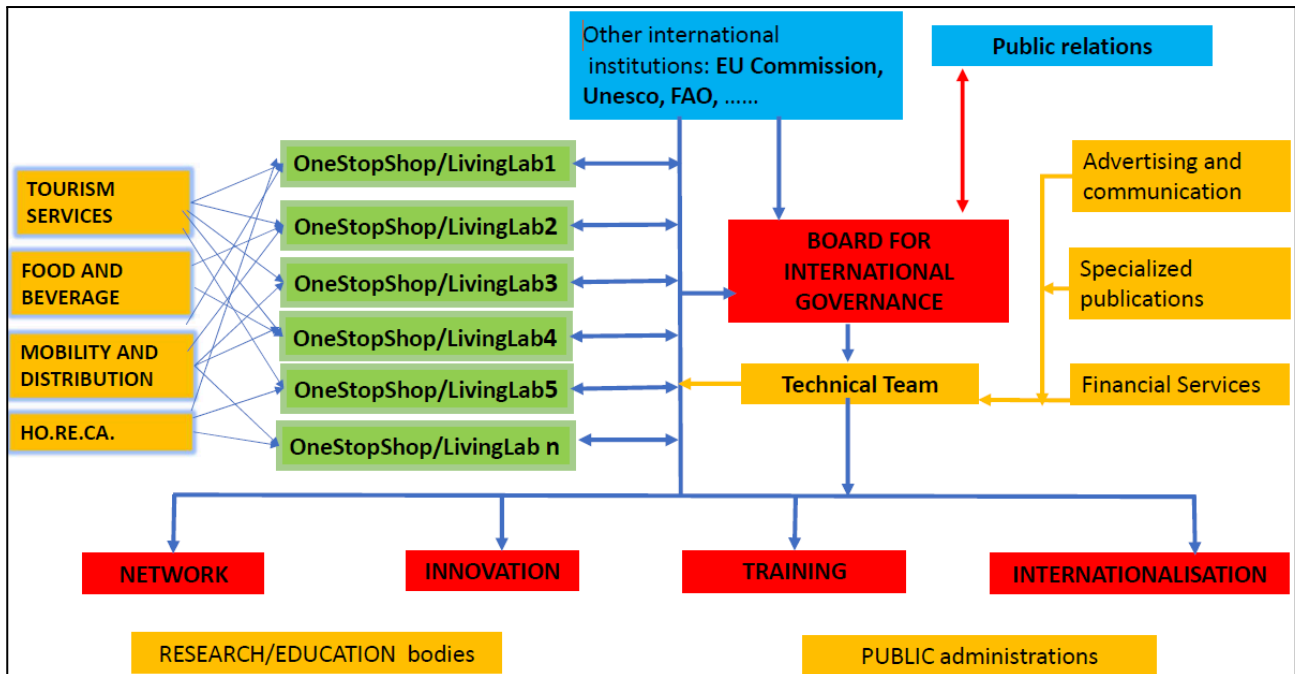 Other international
institutions: EU Commission,
Unesco, FAO, ......
Public relations
OneStopShop/LivingLab1
OneStopShop/LivingLab2
OneStopShop/LivingLab3
OneStopShop/LivingLab4
OneStopShop/LivingLab5
OneStopShop/LivingLab n
TOURISM
SERVICES
FOOD AND
BEVERAGE
MOBILITY AND
DISTRIBUTION
HO.RE.CA.
BOARD FOR
INTERNATIONAL
GOVERNANCE
Technical Team
Advertising and
communication
Specialized
publications
Financial Services
NETWORK
INNOVATION
TRAINING
INTERNATIONALISATION
RESEARCH/EDUCATION bodies
PUBLIC administrations